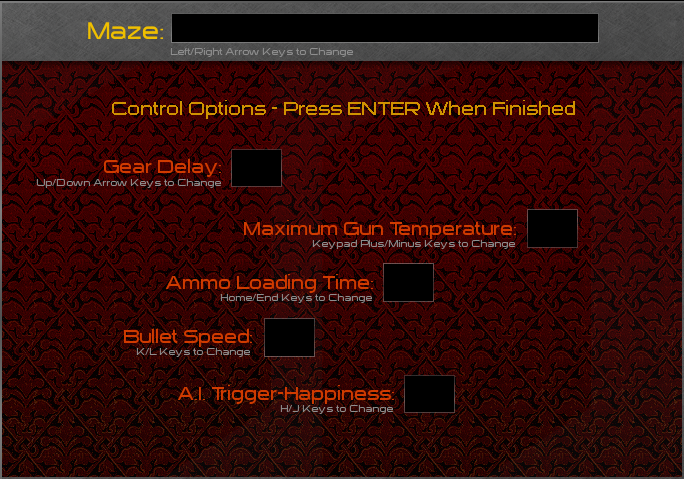 Maze:
Left/Right Arrow Keys to Change
Control Options - Press ENTER When Finished
Gear Delay:
Up/Down Arrow Keys to Change
Maximum Gun Temperature:
Keypad Plus/Minus Keys to Change
Ammo Loading Time:
Home/End Keys to Change
Bullet Speed:
K/L Keys to Change
A.I. Trigger-Happiness:
H/J Keys to Change